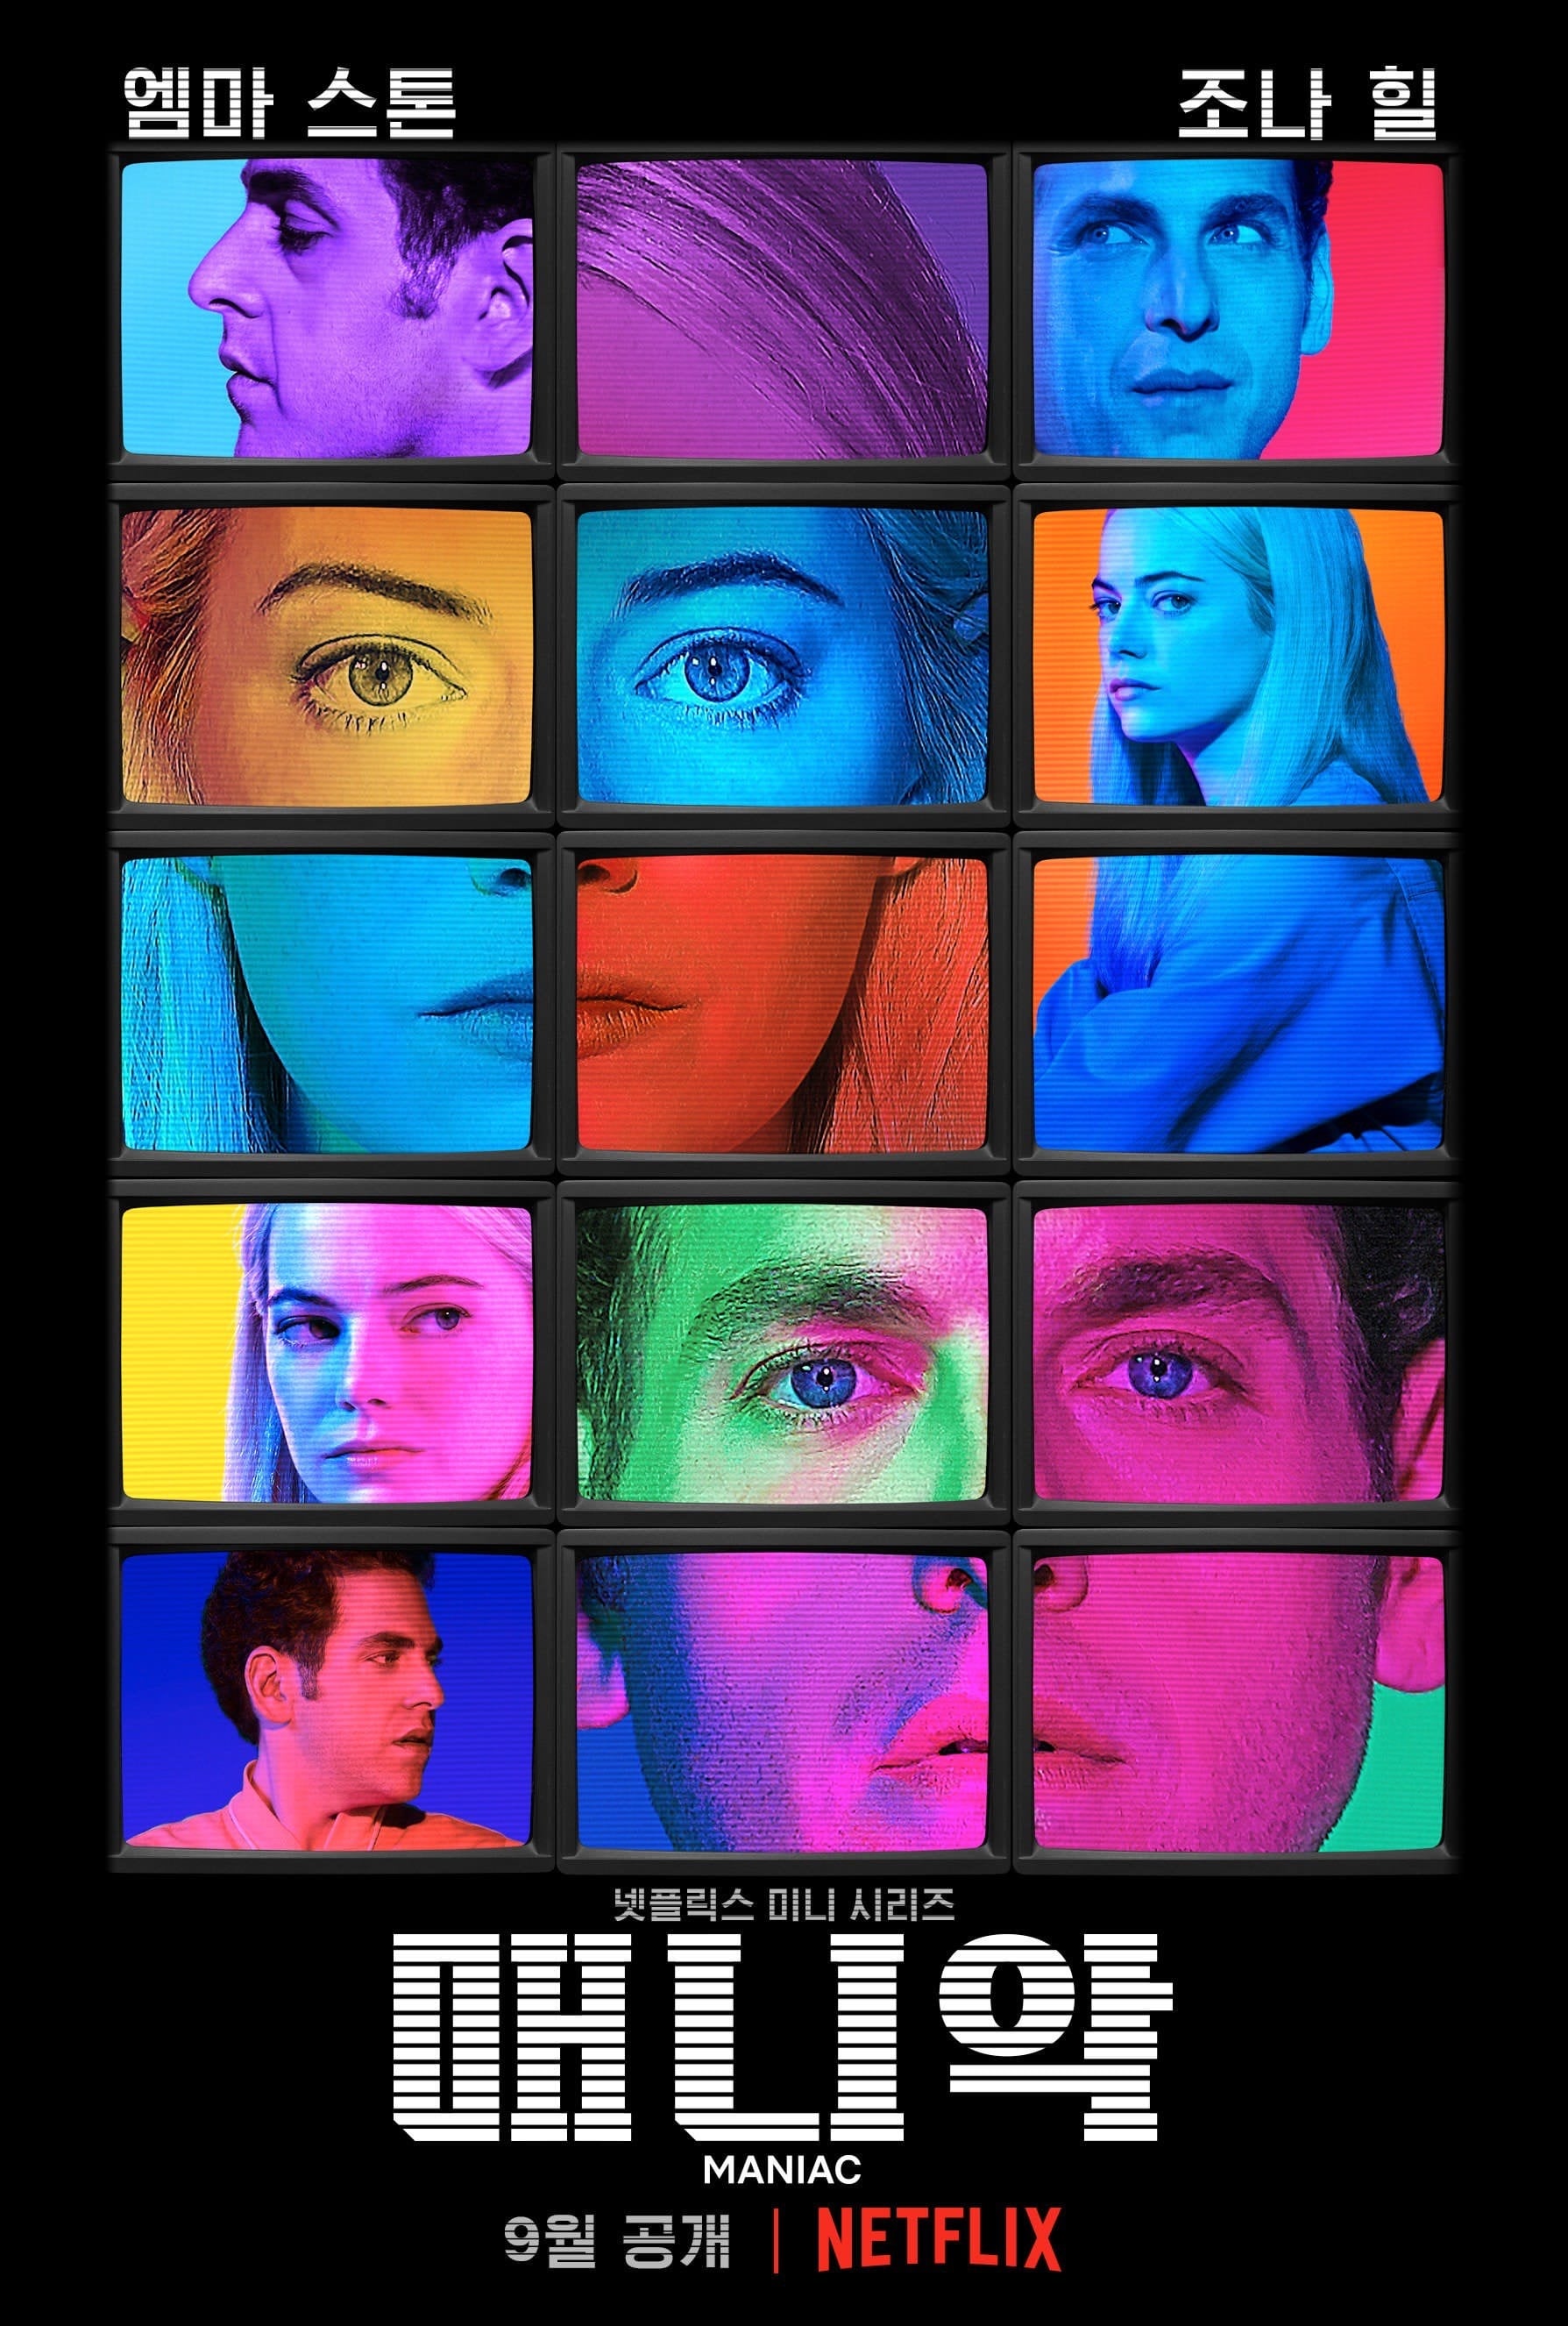 엠마 스톤
조나 힐
넷플릭스 미니 시리즈
매니악
MANIAC
9월 공개 | NETFLIX